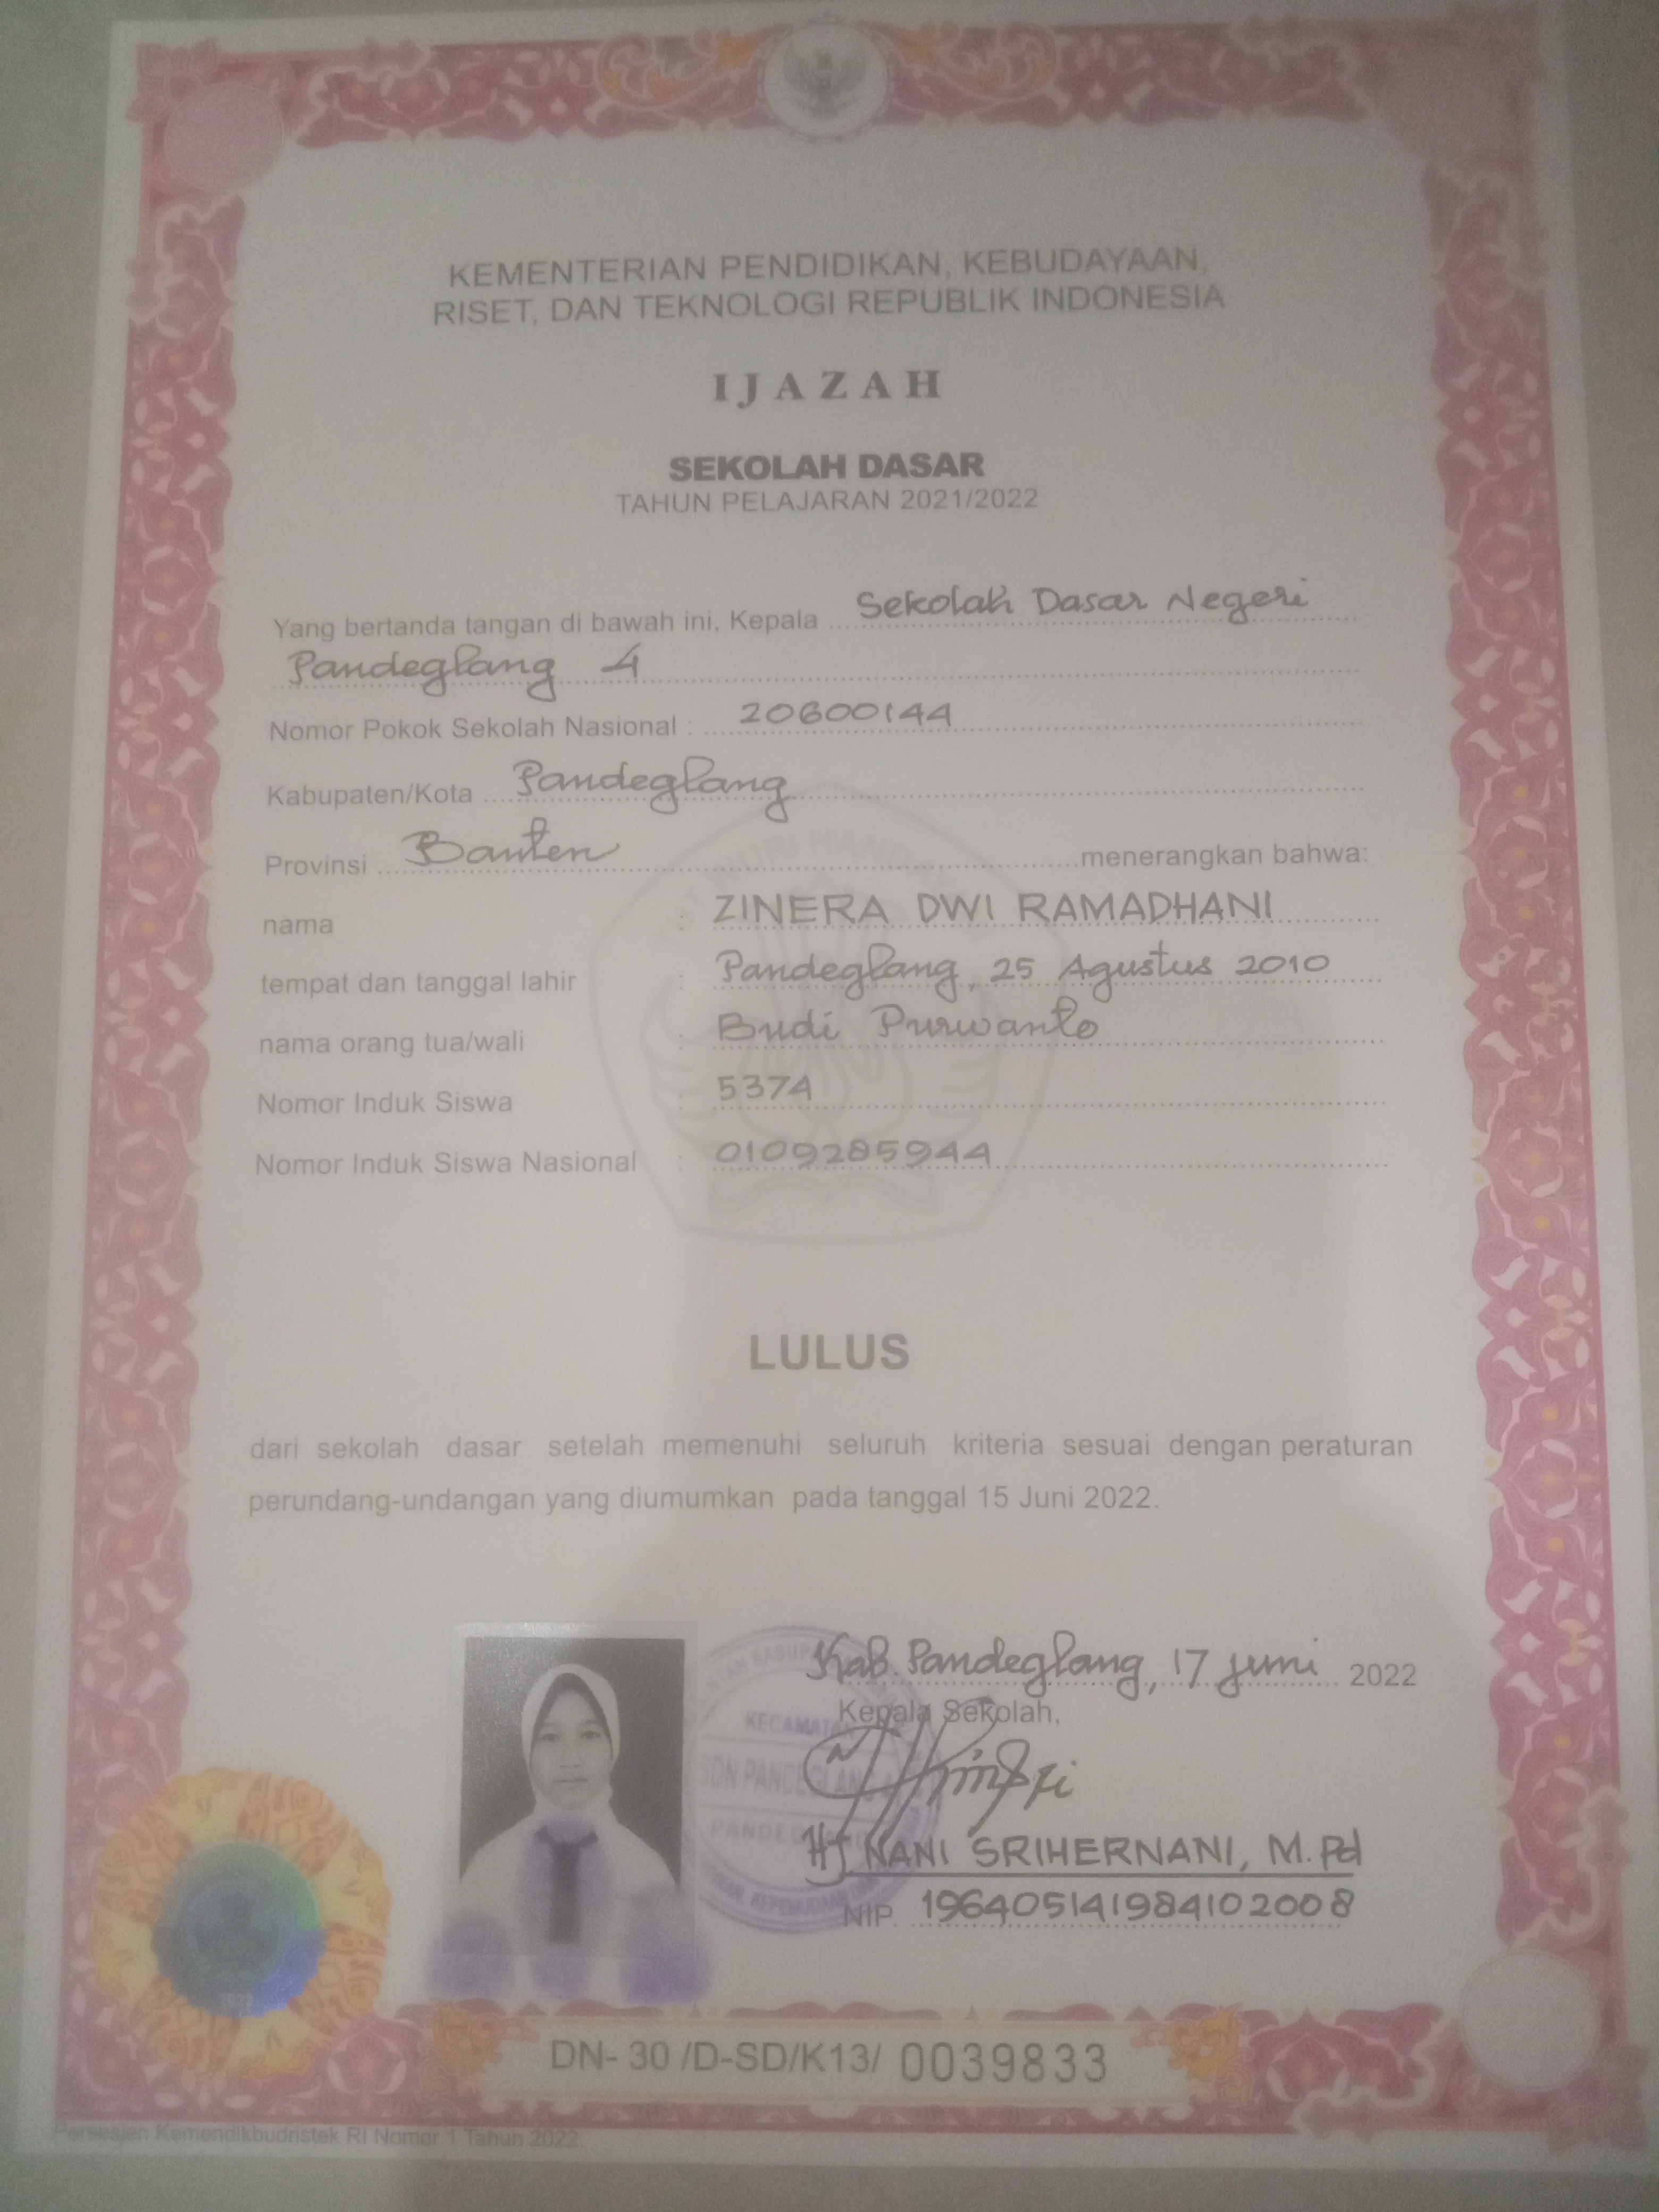 KEMENTERIAN PENDIDIKAN, KEBUDAYAAN,
RISET, DAN TEKNOLOGI REPUBLIK INDONESIA
IJAZAH
SEKOLAH DASAR
TAHUN PELAJARAN 2021/2022
Yang bertanda tangan di bawah ini, Kepala Sekolah Dasar Negeri
Pandeglang 4
Nomor Pokok Sekolah Nasional : 20600144
Kabupaten/Kota Pandeglang
Provinsi Banten menerangkan bahwa:
nama : ZINERA DWI RAMADHANI
tempat dan tanggal lahir : Pandeglang, 25 Agustus 2010
nama orang tua/wali : Budi Purwanto
Nomor Induk Siswa : 5374
Nomor Induk Siswa Nasional : 0109285944
LULUS
dari sekolah dasar setelah memenuhi seluruh kriteria sesuai dengan peraturan
perundang-undangan yang diumumkan pada tanggal 15 Juni 2022.
Kab. Pandeglang, 17 Juni 2022
Kepala Sekolah,
KECAMATAN
SDN PANDEGLANG 4
Hj NANI SRIHERNANI, M.Pd
NIP 196405141984102008
DN- 30 /D-SD/K13/ 0039833
Persesjen Kemendikbudristek RI Nomor 1 Tahun 2022